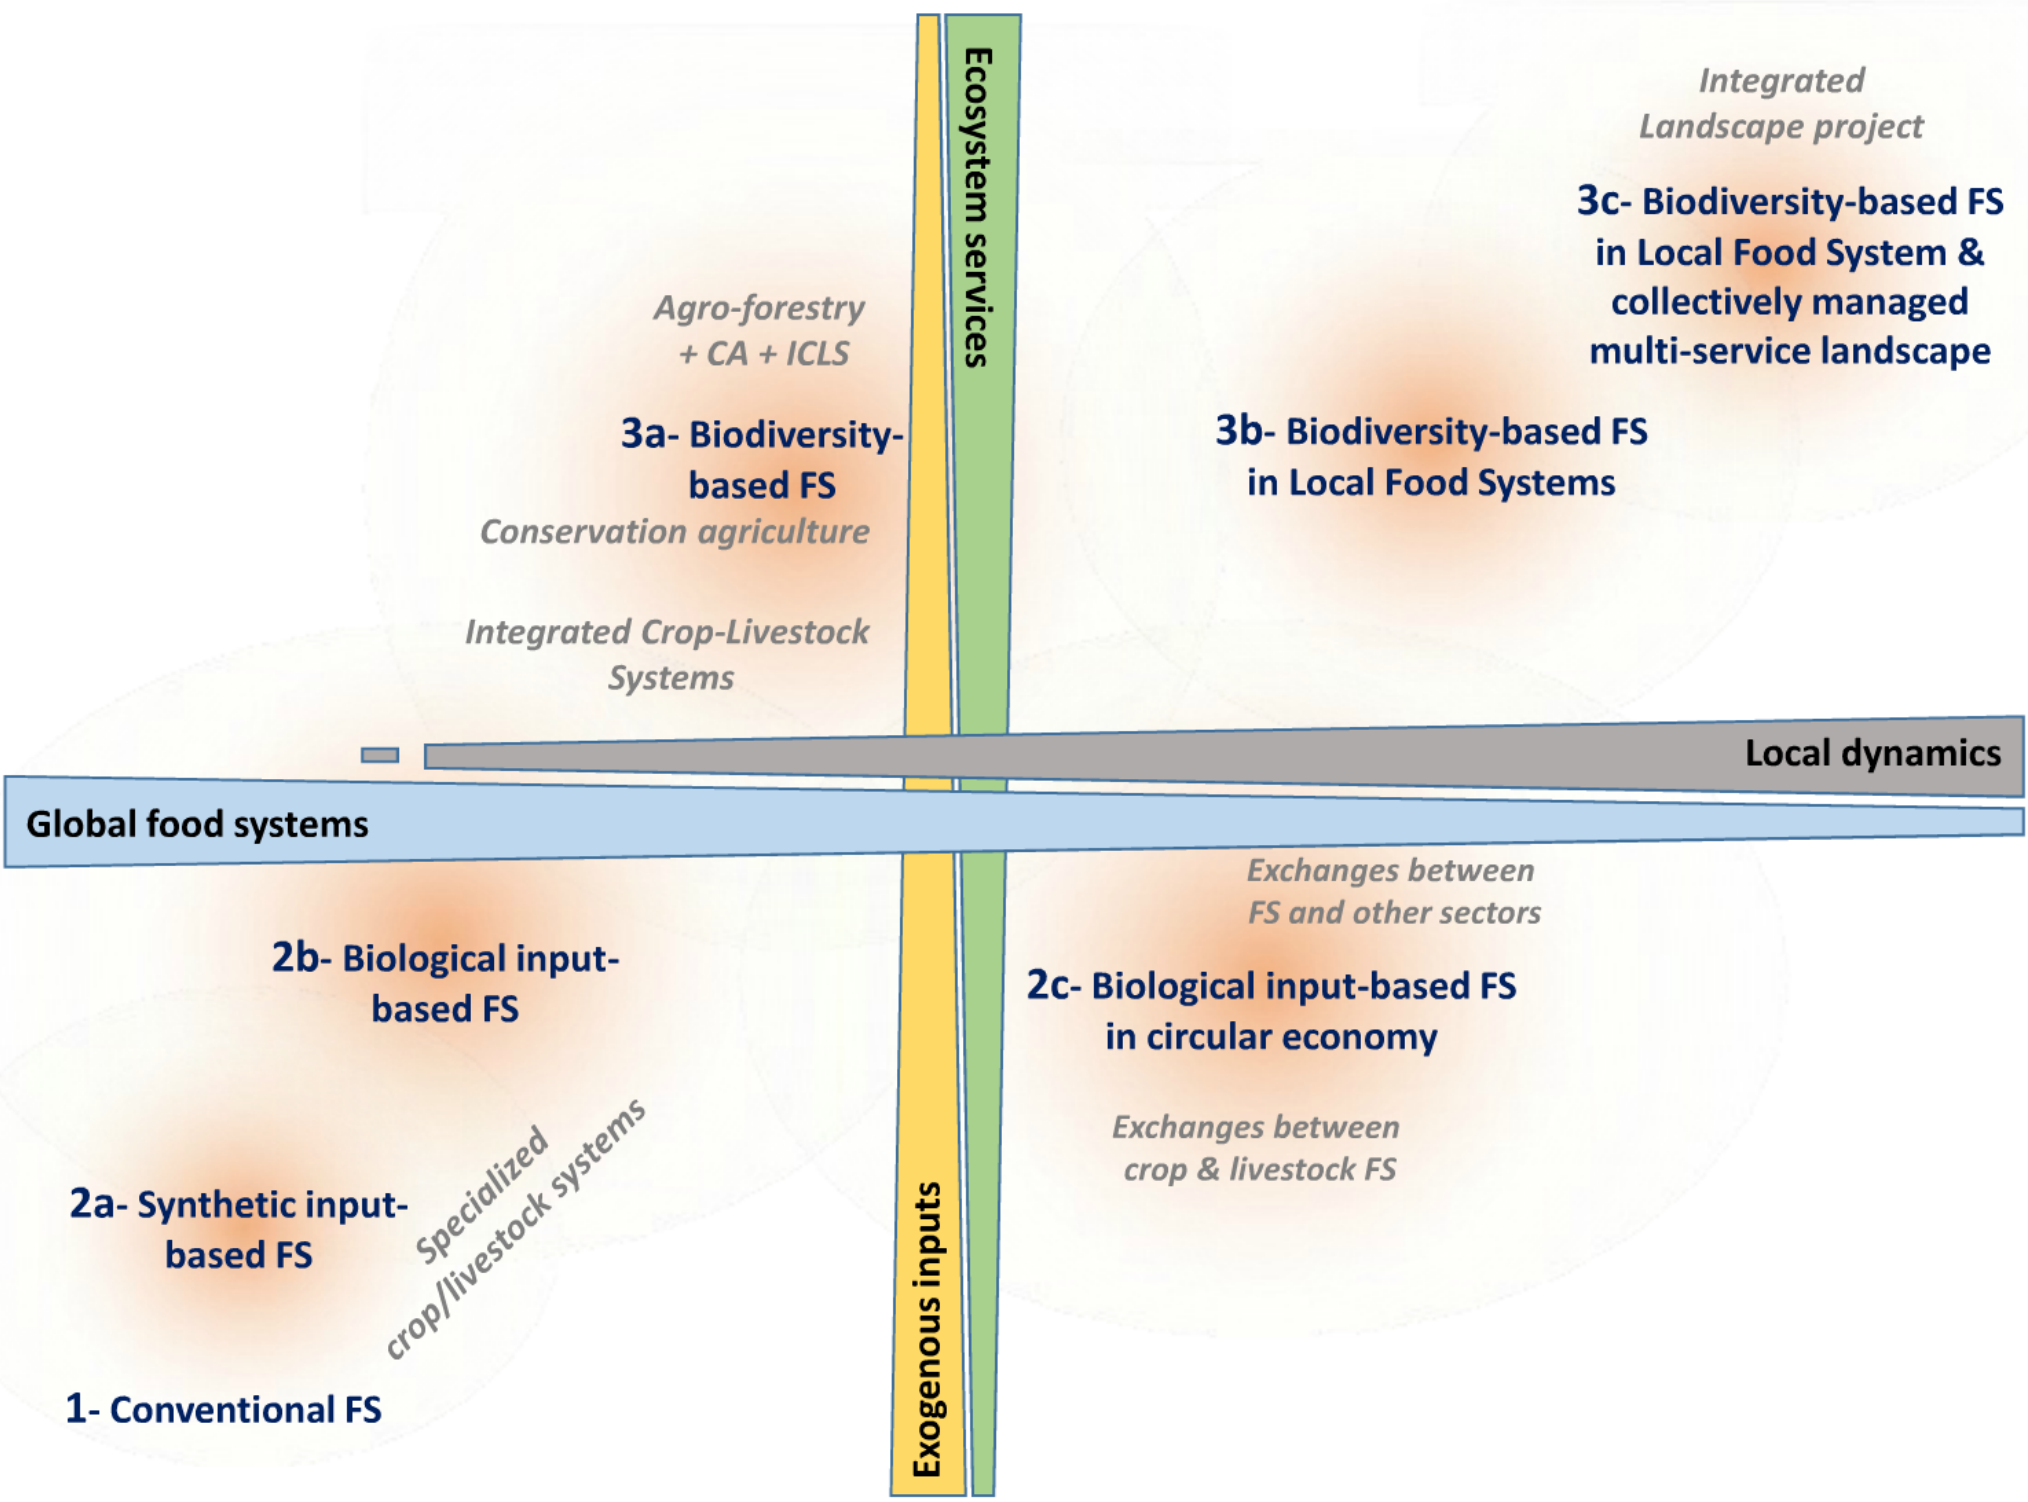 Ecosystem services
Integrated
Landscape project
3c- Biodiversity-based FS
in Local Food System &
collectively managed
multi-service landscape
Agro-forestry
+ CA + ICLS
3a- Biodiversity-
based FS
Conservation agriculture
Integrated Crop-Livestock
Systems
3b- Biodiversity-based FS
in Local Food Systems
Local dynamics
Global food systems
Exchanges between
FS and other sectors
2b- Biological input-
based FS
2c- Biological input-based FS
in circular economy
Exchanges between
crop & livestock FS
Specialized
crop/livestock systems
2a- Synthetic input-
based FS
Exogenous inputs
1- Conventional FS